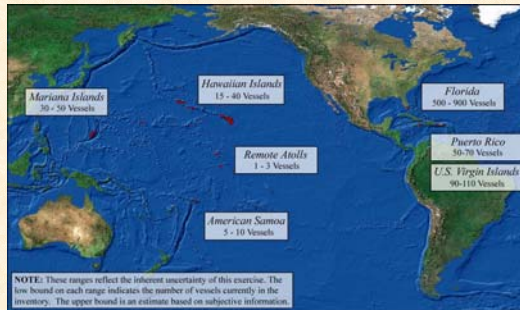 Hawaiian Islands
15 - 40 Vessels
Mariana Islands
30 - 50 Vessels
Florida
500 - 900 Vessels
Puerto Rico
50-70 Vessels
Remote Atolls
1 - 3 Vessels
U.S. Virgin Islands
90-110 Vessels
American Samoa
5 - 10 Vessels
NOTE: These ranges reflect the inherent uncertainty of this exercise. The
low bound on each range indicates the number of vessels currently in the
inventory. The upper bound is an estimate based on subjective information.